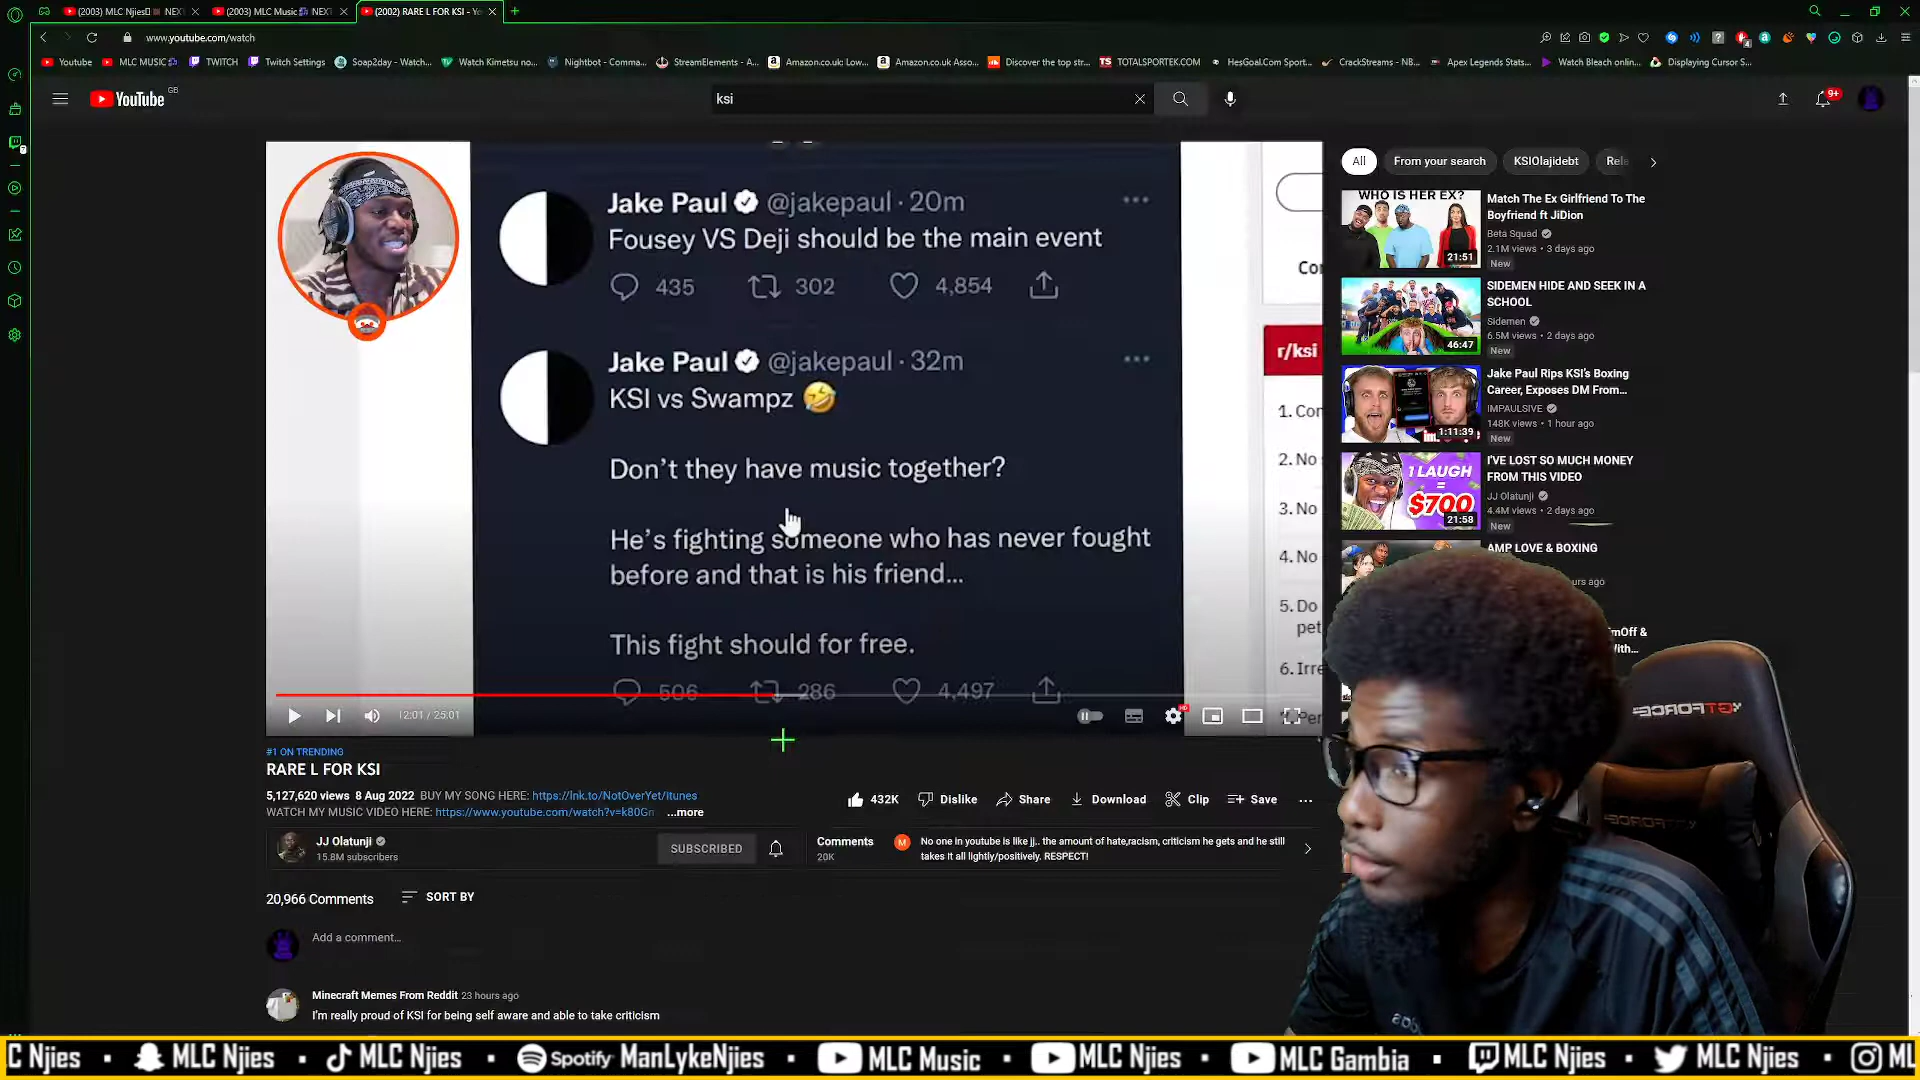 (2003) MLC Njies
NEX
(2003) MLC Music
NEX
(2002) RARE L FOR KSI - Yo
www.youtube.com/watch
Youtube
MLC MUSIC
TWITCH
Twitch Settings
Soap2day - Watch...
Watch Kimetsu no...
Nightbot - Comma...
StreamElements - A...
Amazon.co.uk: Low...
Amazon.co.uk Asso...
Discover the top str...
TS TOTALSPORTEK.COM
HesGoal.Com Sport...
CrackStreams - NB...
Apex Legends Stats...
Watch Bleach onlin...
Displaying Cursor S...
YouTube GB
ksi
9+
Jake Paul @jakepaul · 20m
Fousey VS Deji should be the main event
435 302 4,854
Jake Paul @jakepaul · 32m
KSI vs Swampz 🤣
Don't they have music together?
He's fighting someone who has never fought
before and that is his friend...
This fight should for free.
506 286 4,497
Co
r/ksi
1. Con
2. No
3. No
4. No
5. Do
pet
6. Irre
Per
12:01 / 25:01
HD
#1 ON TRENDING
RARE L FOR KSI
5,127,620 views 8 Aug 2022 BUY MY SONG HERE: https://lnk.to/NotOverYet/itunes
WATCH MY MUSIC VIDEO HERE: https://www.youtube.com/watch?v=k80Gn ...more
432K
Dislike
Share
Download
Clip
Save
JJ Olatunji
15.8M subscribers
SUBSCRIBED
Comments
20K
M
No one in youtube is like jj.. the amount of hate,racism, criticism he gets and he still
takes it all lightly/positively. RESPECT!
20,966 Comments
SORT BY
Add a comment...
Minecraft Memes From Reddit 23 hours ago
I'm really proud of KSI for being self aware and able to take criticism
All
From your search
KSIOlajidebt
Rele
WHO IS HER EX?
21:51
Match The Ex Girlfriend To The
Boyfriend ft JiDion
Beta Squad
2.1M views • 3 days ago
New
46:47
SIDEMEN HIDE AND SEEK IN A
SCHOOL
Sidemen
6.5M views • 2 days ago
New
1:11:39
Jake Paul Rips KSI's Boxing
Career, Exposes DM From...
IMPAULSIVE
148K views • 1 hour ago
New
1 LAUGH
=
$700
21:58
I'VE LOST SO MUCH MONEY
FROM THIS VIDEO
JJ Olatunji
4.4M views • 2 days ago
New
AMP LOVE & BOXING
urs ago
mOff &
With...
GTFORCE
adidas
C Njies · MLC Njies · MLC Njies · Spotify ManLykeNjies · MLC Music · MLC Njies · MLC Gambia · MLC Njies · MLC Njies · ML